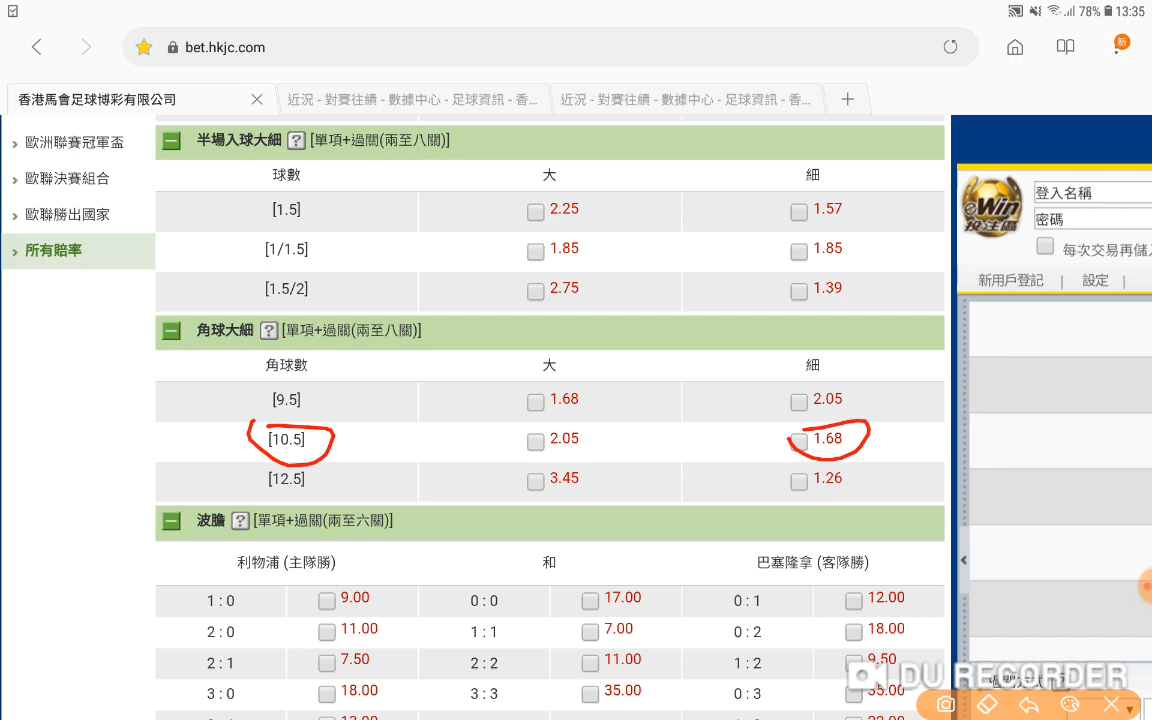 78% 13:35
bet.hkjc.com
新
香港馬會足球博彩有限公司
近況 - 對賽往績 - 數據中心 - 足球資訊 - 香...
近況 - 對賽往績 - 數據中心 - 足球資訊 - 香...
歐洲聯賽冠軍盃
歐聯決賽組合
歐聯勝出國家
所有賠率
半場入球大細 ? [單項+過關(兩至八關)]
球數 大 細
[1.5] 2.25 1.57
[1/1.5] 1.85 1.85
[1.5/2] 2.75 1.39
角球大細 ? [單項+過關(兩至八關)]
角球數 大 細
[9.5] 1.68 2.05
[10.5] 2.05 1.68
[12.5] 3.45 1.26
波膽 ? [單項+過關(兩至六關)]
利物浦 (主隊勝) 和 巴塞隆拿 (客隊勝)
1 : 0 9.00 0 : 0 17.00 0 : 1 12.00
2 : 0 11.00 1 : 1 7.00 0 : 2 18.00
2 : 1 7.50 2 : 2 11.00 1 : 2 9.50
3 : 0 18.00 3 : 3 35.00 0 : 3 35.00
eWin
投注區
登入名稱
密碼
每次交易再儲
新用戶登記 | 設定 |
DU RECORDER